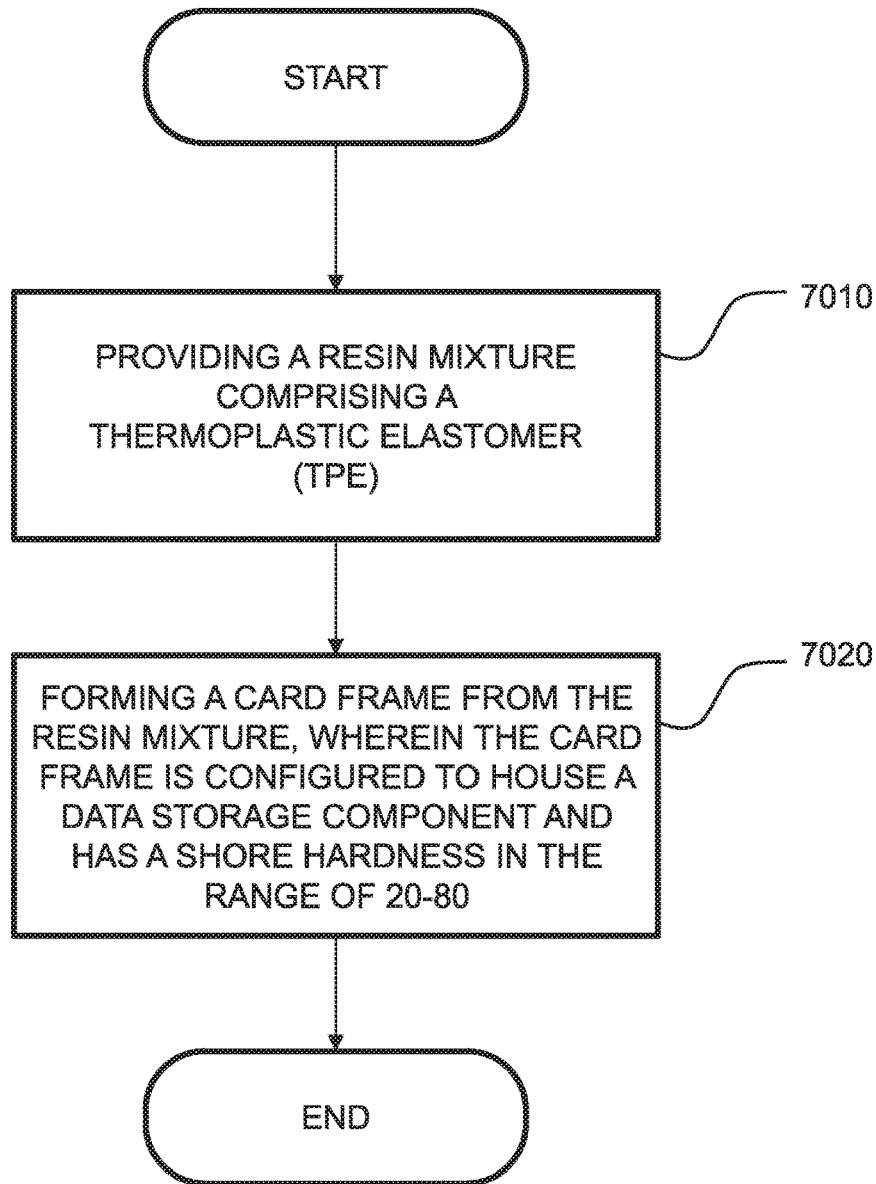 START
7010
PROVIDING A RESIN MIXTURE
COMPRISING A
THERMOPLASTIC ELASTOMER
(TPE)
7020
FORMING A CARD FRAME FROM THE
RESIN MIXTURE, WHEREIN THE CARD
FRAME IS CONFIGURED TO HOUSE A
DATA STORAGE COMPONENT AND
HAS A SHORE HARDNESS IN THE
RANGE OF 20-80
END